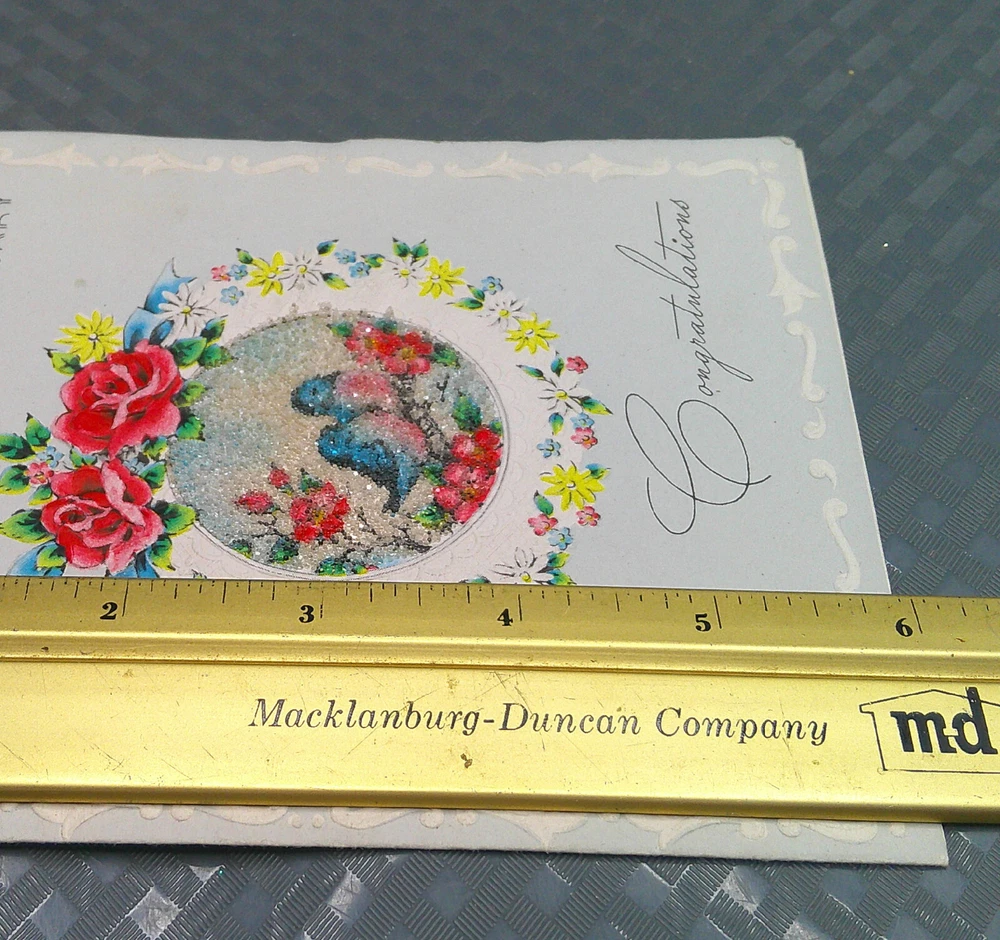 Congratulations
2 3 4 5 6
Macklanburg-Duncan Company
md